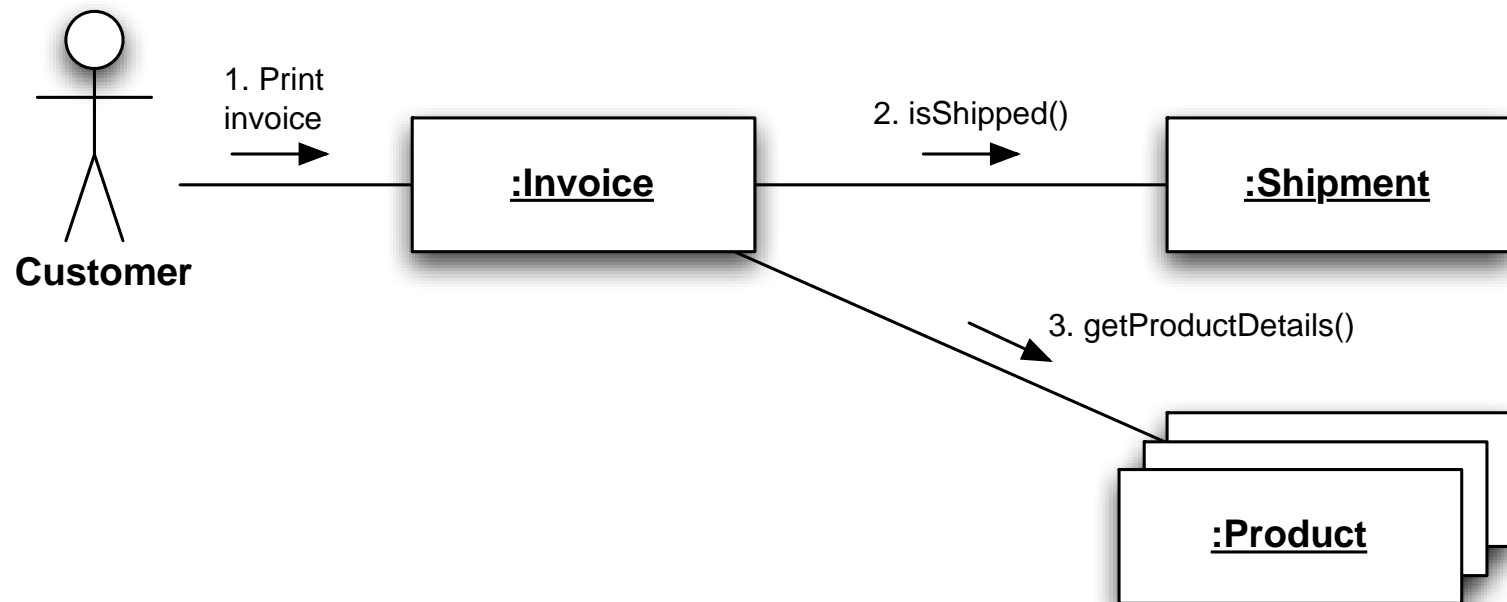 1. Print
invoice
2. isShipped()
:Invoice
:Shipment
Customer
3. getProductDetails()
:Product